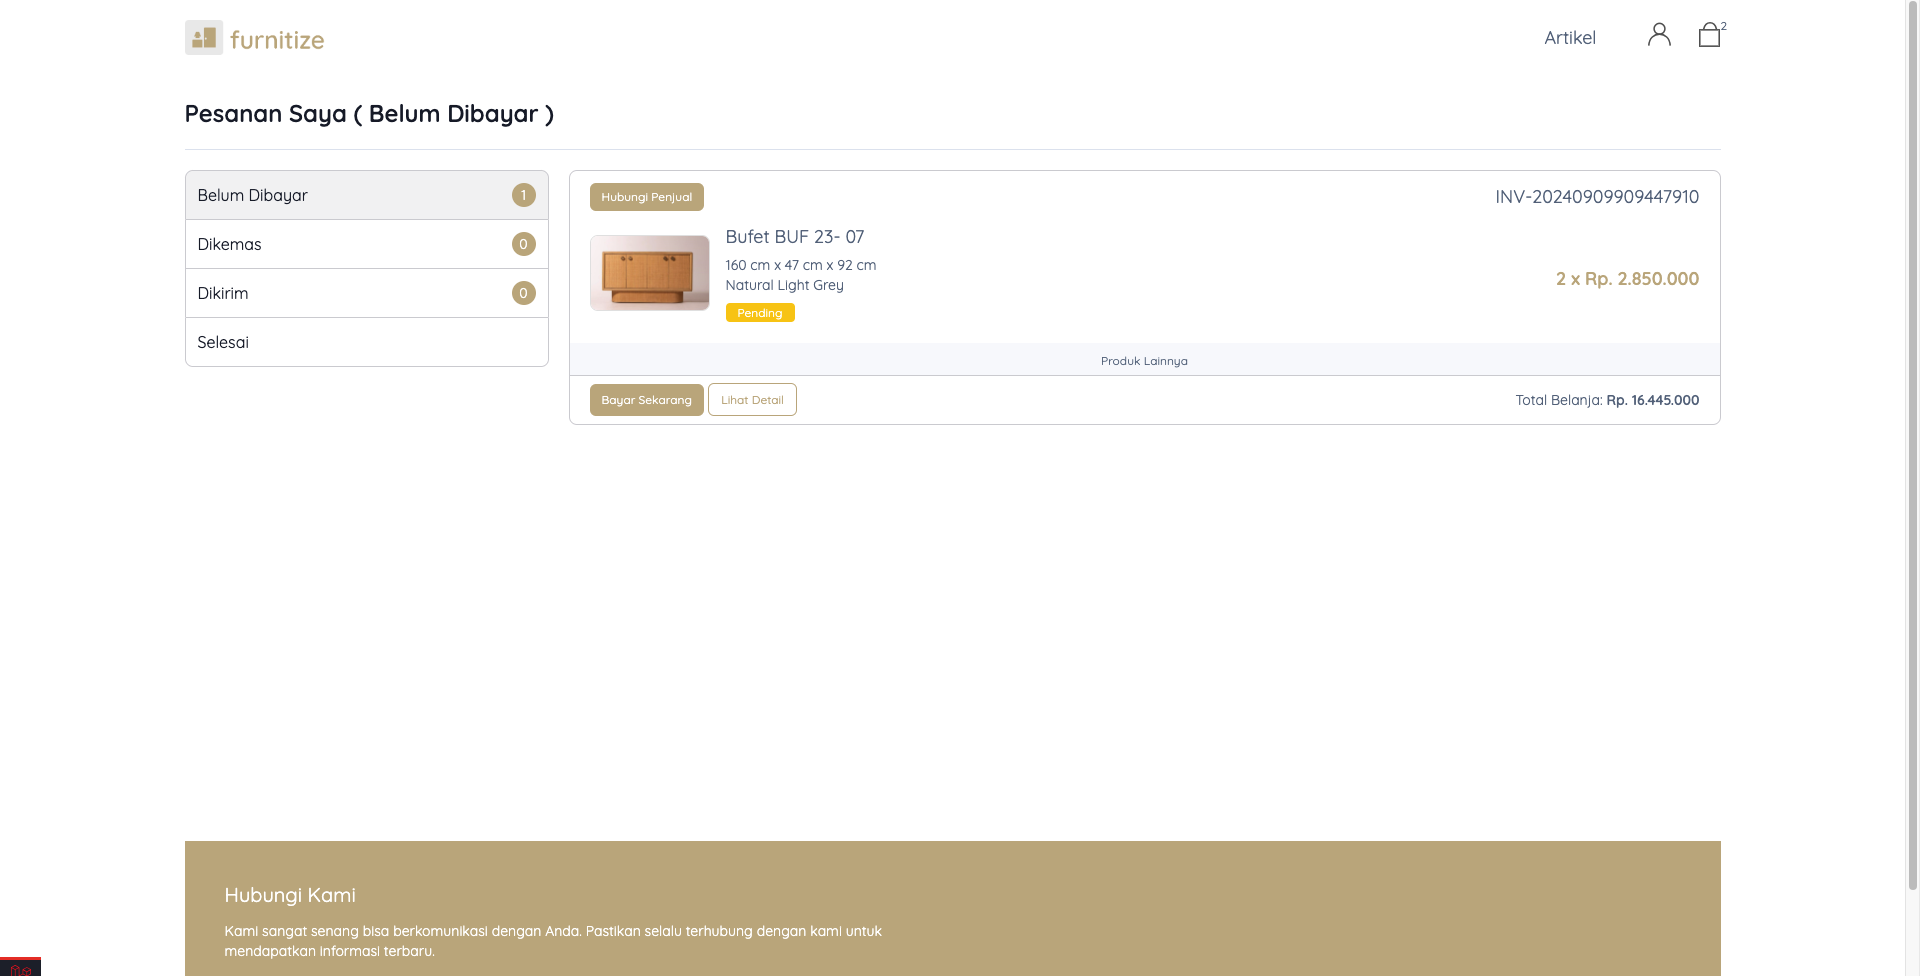 furnitize
Artikel
2
Pesanan Saya ( Belum Dibayar )
Belum Dibayar 1
Dikemas 0
Dikirim 0
Selesai
Hubungi Penjual
INV-20240909909447910
Bufet BUF 23- 07
160 cm x 47 cm x 92 cm
Natural Light Grey
Pending
2 x Rp. 2.850.000
Produk Lainnya
Bayar Sekarang
Lihat Detail
Total Belanja: Rp. 16.445.000
Hubungi Kami
Kami sangat senang bisa berkomunikasi dengan Anda. Pastikan selalu terhubung dengan kami untuk
mendapatkan informasi terbaru.